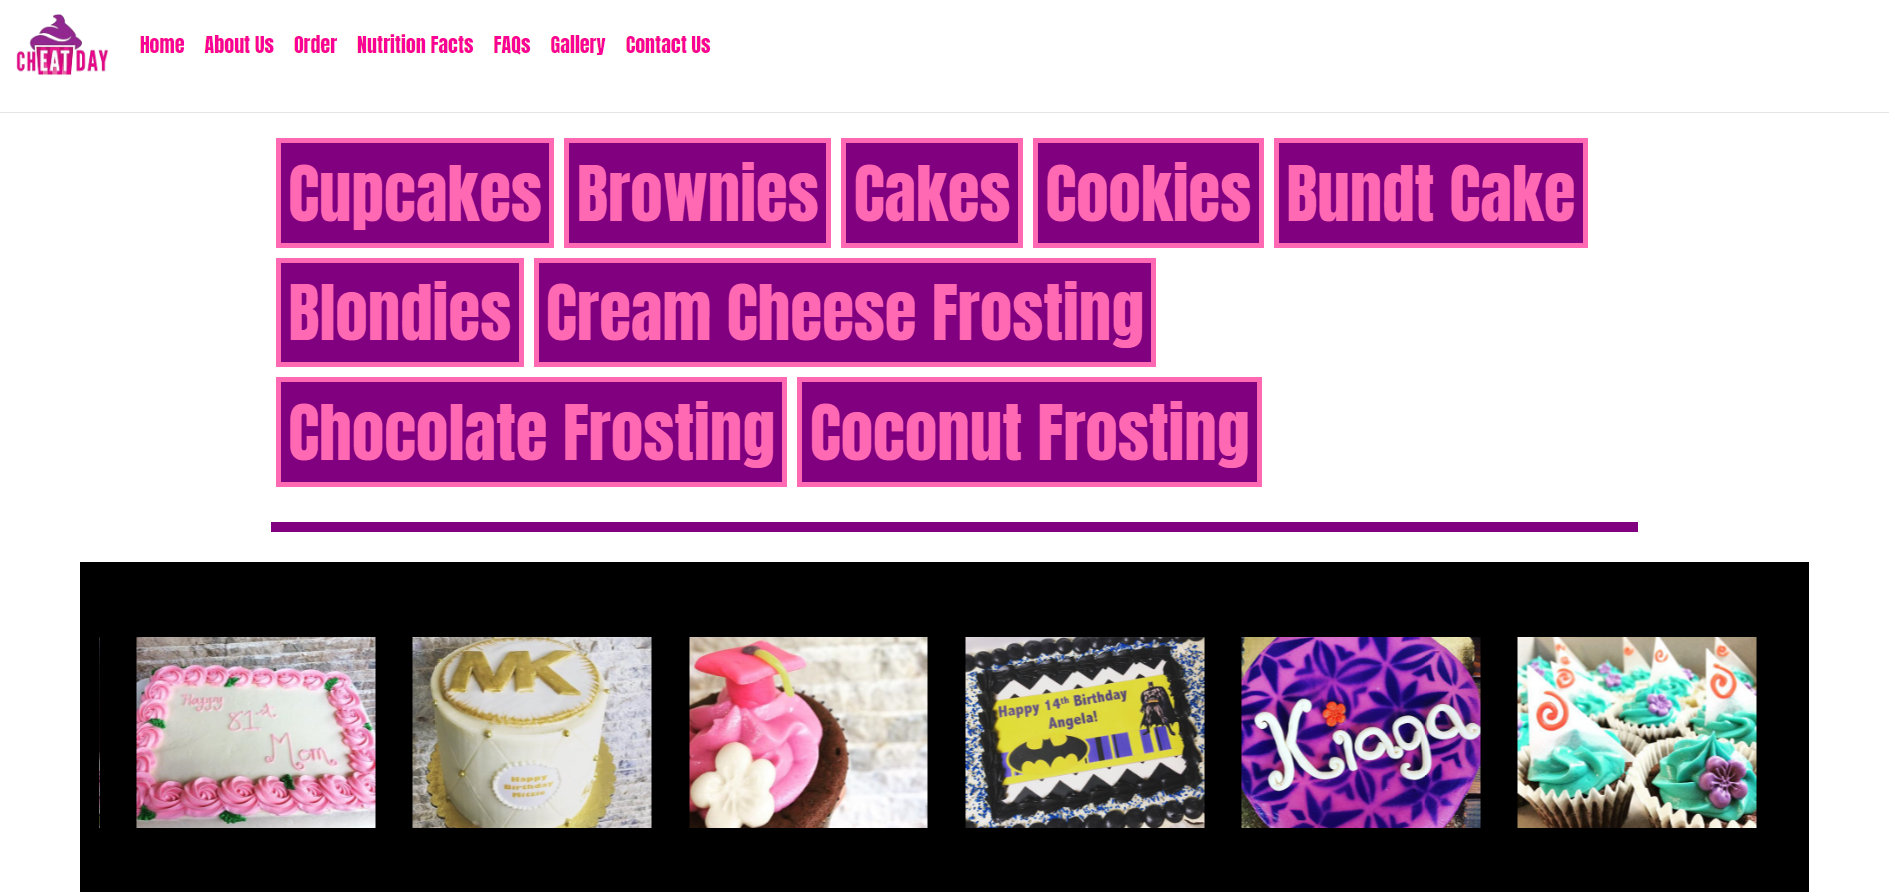 CHEATDAY
Home About Us Order Nutrition Facts FAQs Gallery Contact Us
Cupcakes Brownies Cakes Cookies Bundt Cake
Blondies Cream Cheese Frosting
Chocolate Frosting Coconut Frosting
Happy
81st
Mom
MK
Happy
Birthday
Mitzie
Happy 14th Birthday
Angela!
Kiaga